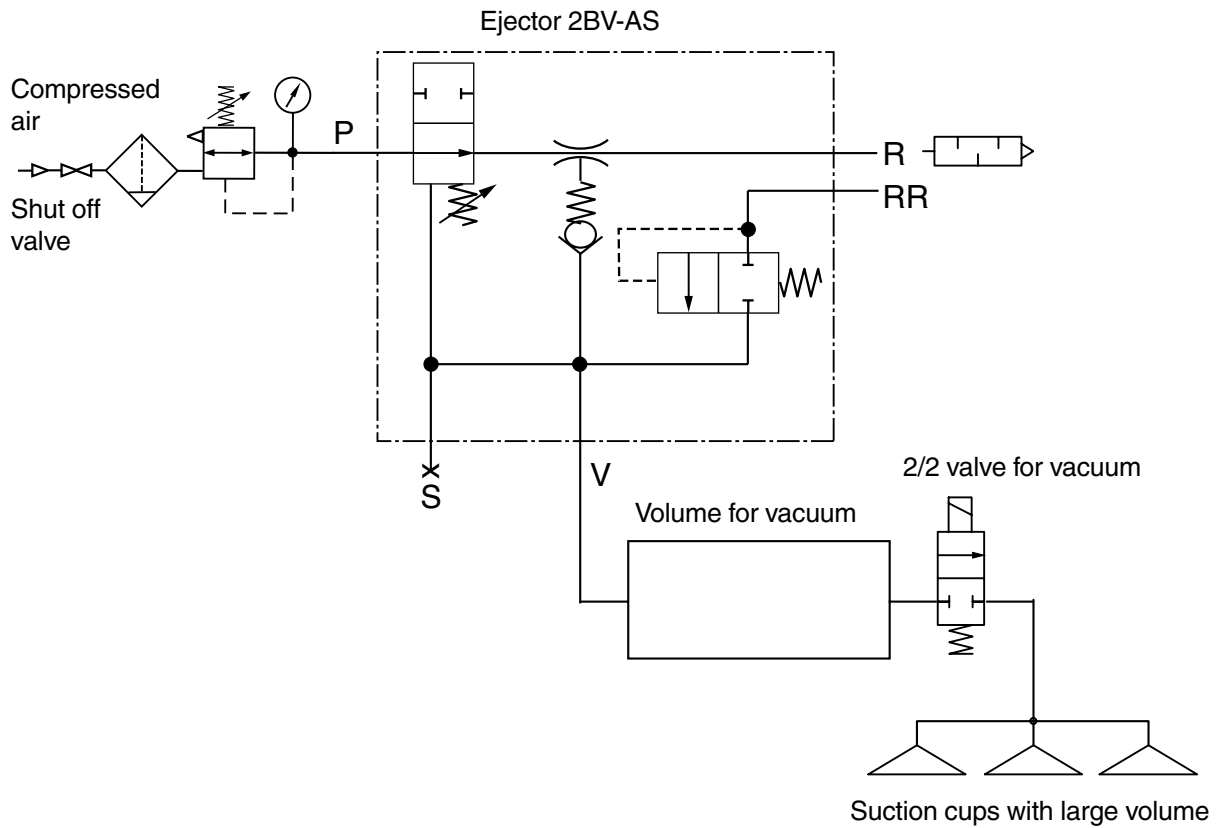 Ejector 2BV-AS
Compressed
air
P
R
RR
Shut off
valve
S
V
2/2 valve for vacuum
Volume for vacuum
Suction cups with large volume